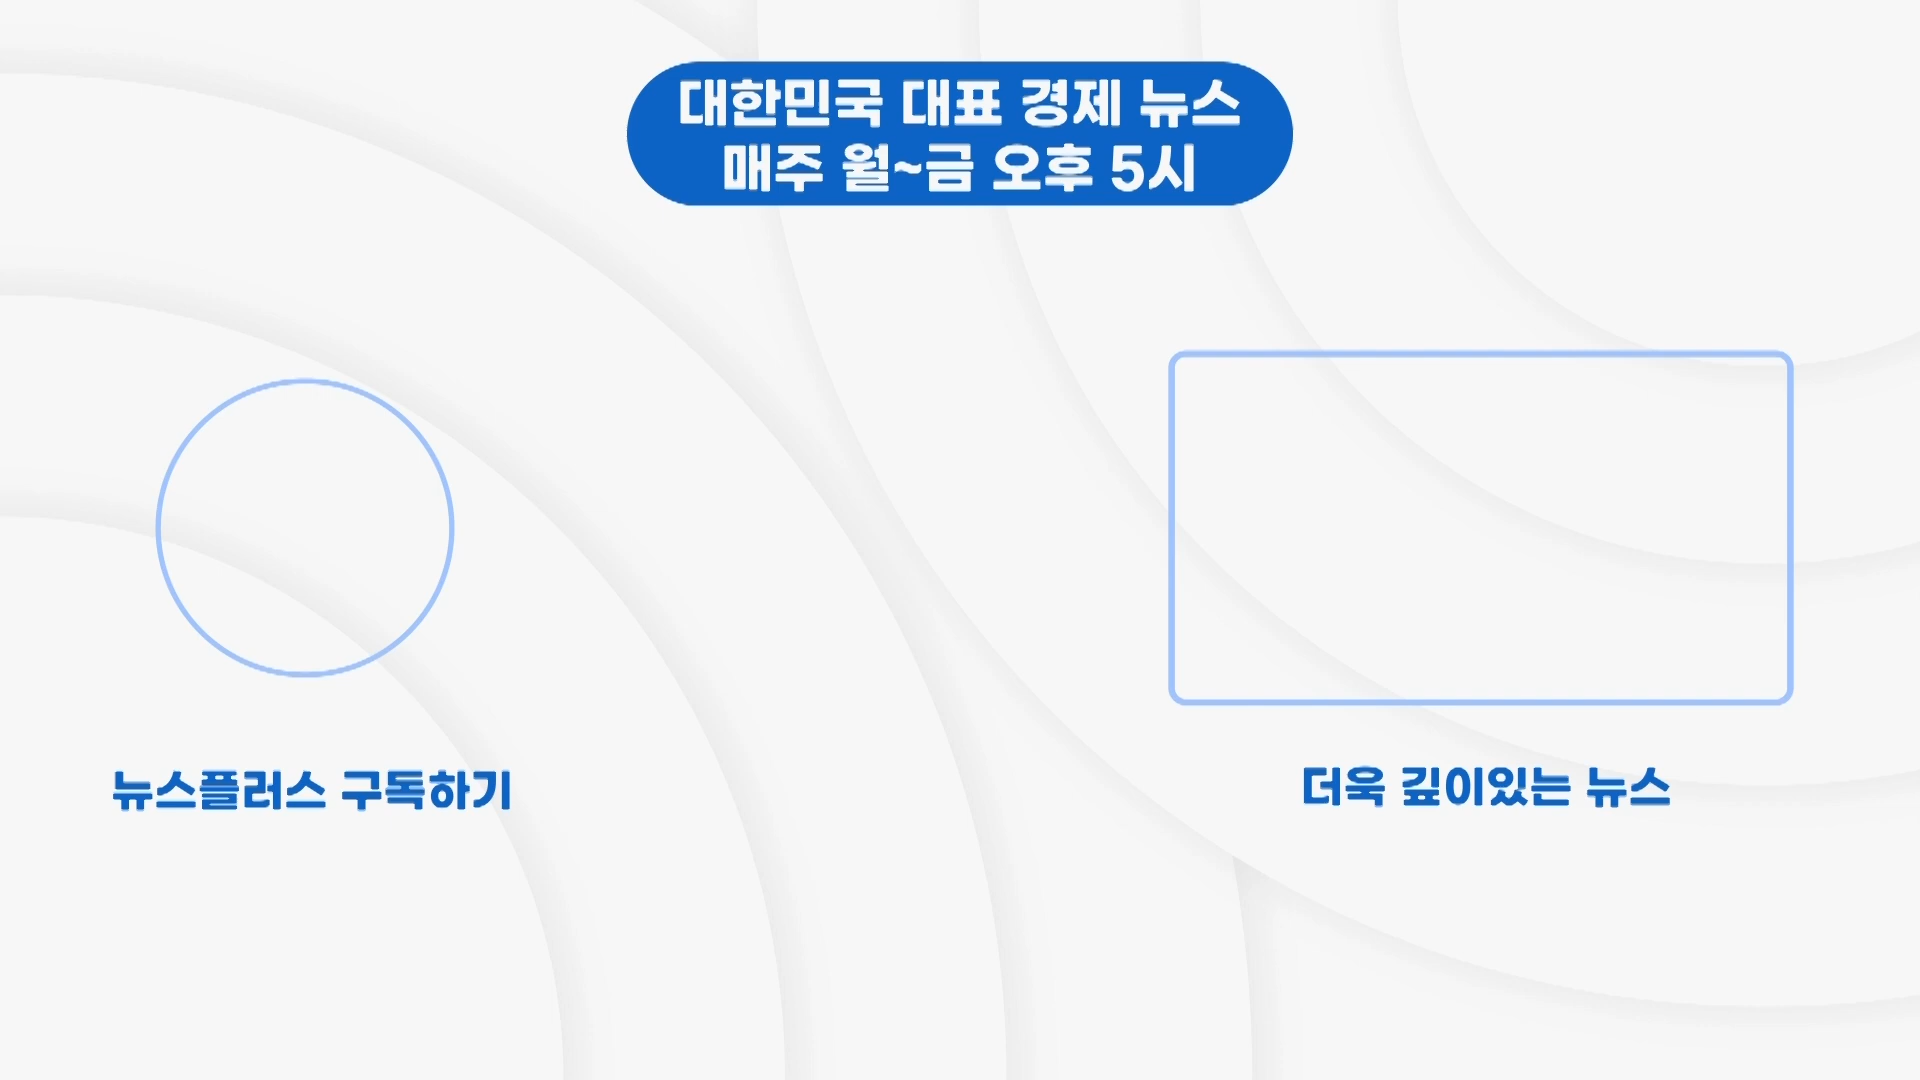 대한민국 대표 경제 뉴스
매주 월~금 오후 5시
뉴스플러스 구독하기
더욱 깊이있는 뉴스